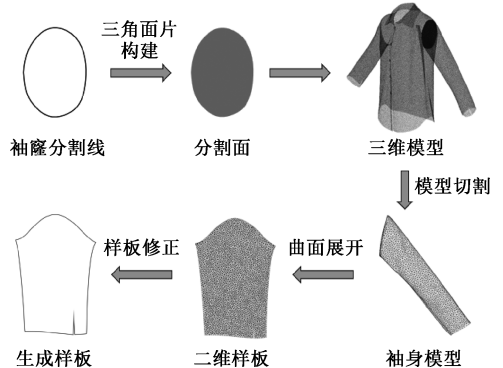 三角面片
构建
袖窿分割线
分割面
三维模型
模型切割
样板修正
曲面展开
生成样板
二维样板
袖身模型